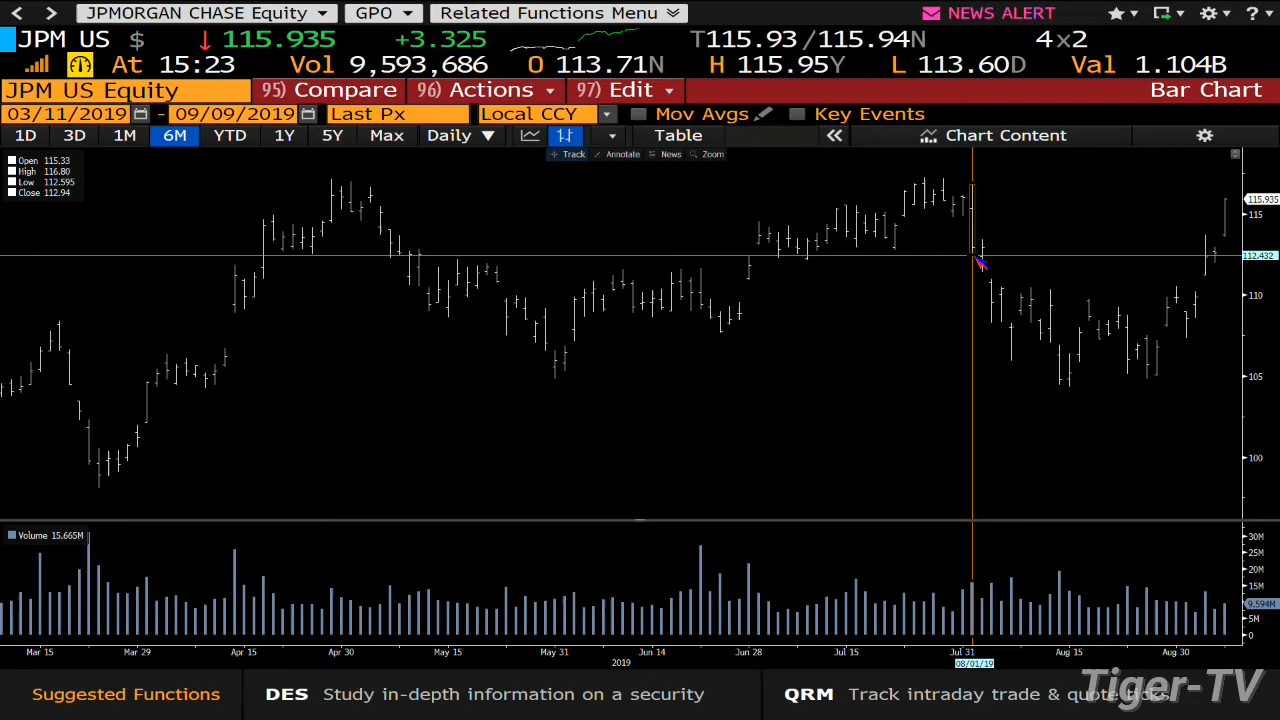 JPMORGAN CHASE Equity GPO Related Functions Menu NEWS ALERT ?
JPM US $ 115.935 +3.325 T115.93/115.94N 4x2
At 15:23 Vol 9,593,686 O 113.71N H 115.95Y L 113.60D Val 1.104B
JPM US Equity 95) Compare 96) Actions 97) Edit Bar Chart
03/11/2019 - 09/09/2019 Last Px Local CCY Mov Avgs Key Events
1D 3D 1M 6M YTD 1Y 5Y Max Daily Table Chart Content
Track Annotate News Zoom
Open 115.33
High 116.80
Low 112.595
Close 112.94
115.935
115
112.432
110
105
100
Volume 15.665M
30M
25M
20M
15M
9.594M
5M
0
Mar 15 Mar 29 Apr 15 Apr 30 May 15 May 31 Jun 14 Jun 28 Jul 15 Jul 31 Aug 15 Aug 30
2019 08/01/19
Suggested Functions DES Study in-depth information on a security QRM Track intraday trade & quote ticks
Tiger-TV